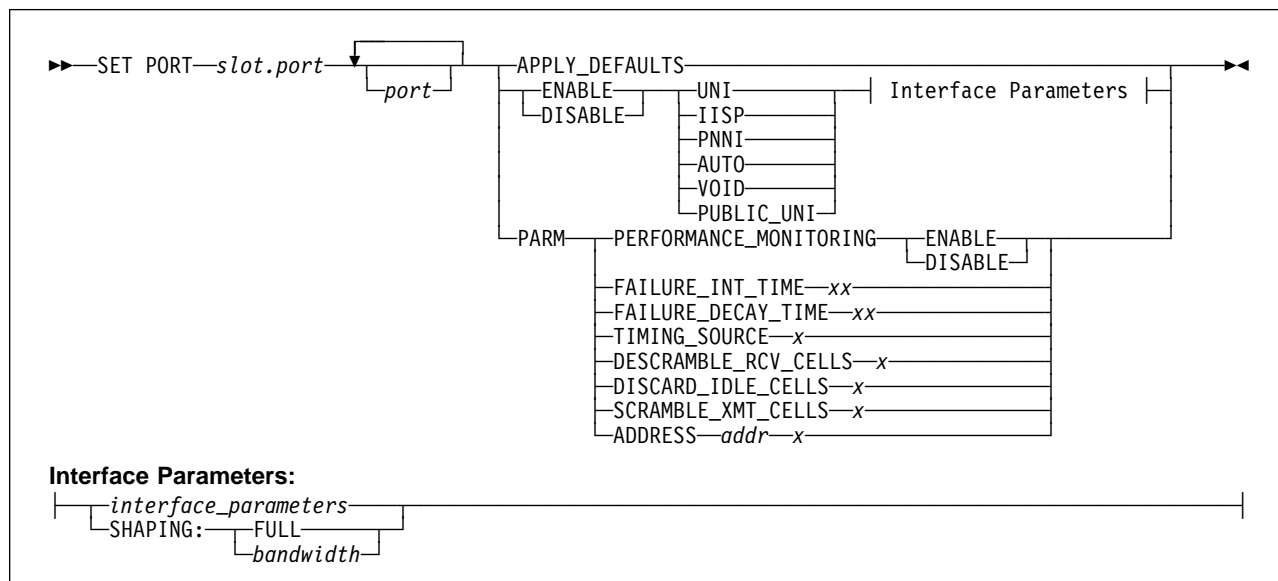 SET PORT slot.port APPLY_DEFAULTS
port ENABLE UNI Interface Parameters
DISABLE IISP
PNNI
AUTO
VOID
PUBLIC_UNI
PARM PERFORMANCE_MONITORING ENABLE
DISABLE
FAILURE_INT_TIME xx
FAILURE_DECAY_TIME xx
TIMING_SOURCE x
DESCRAMBLE_RCV_CELLS x
DISCARD_IDLE_CELLS x
SCRAMBLE_XMT_CELLS x
ADDRESS addr x
Interface Parameters:
interface_parameters
SHAPING: FULL
bandwidth